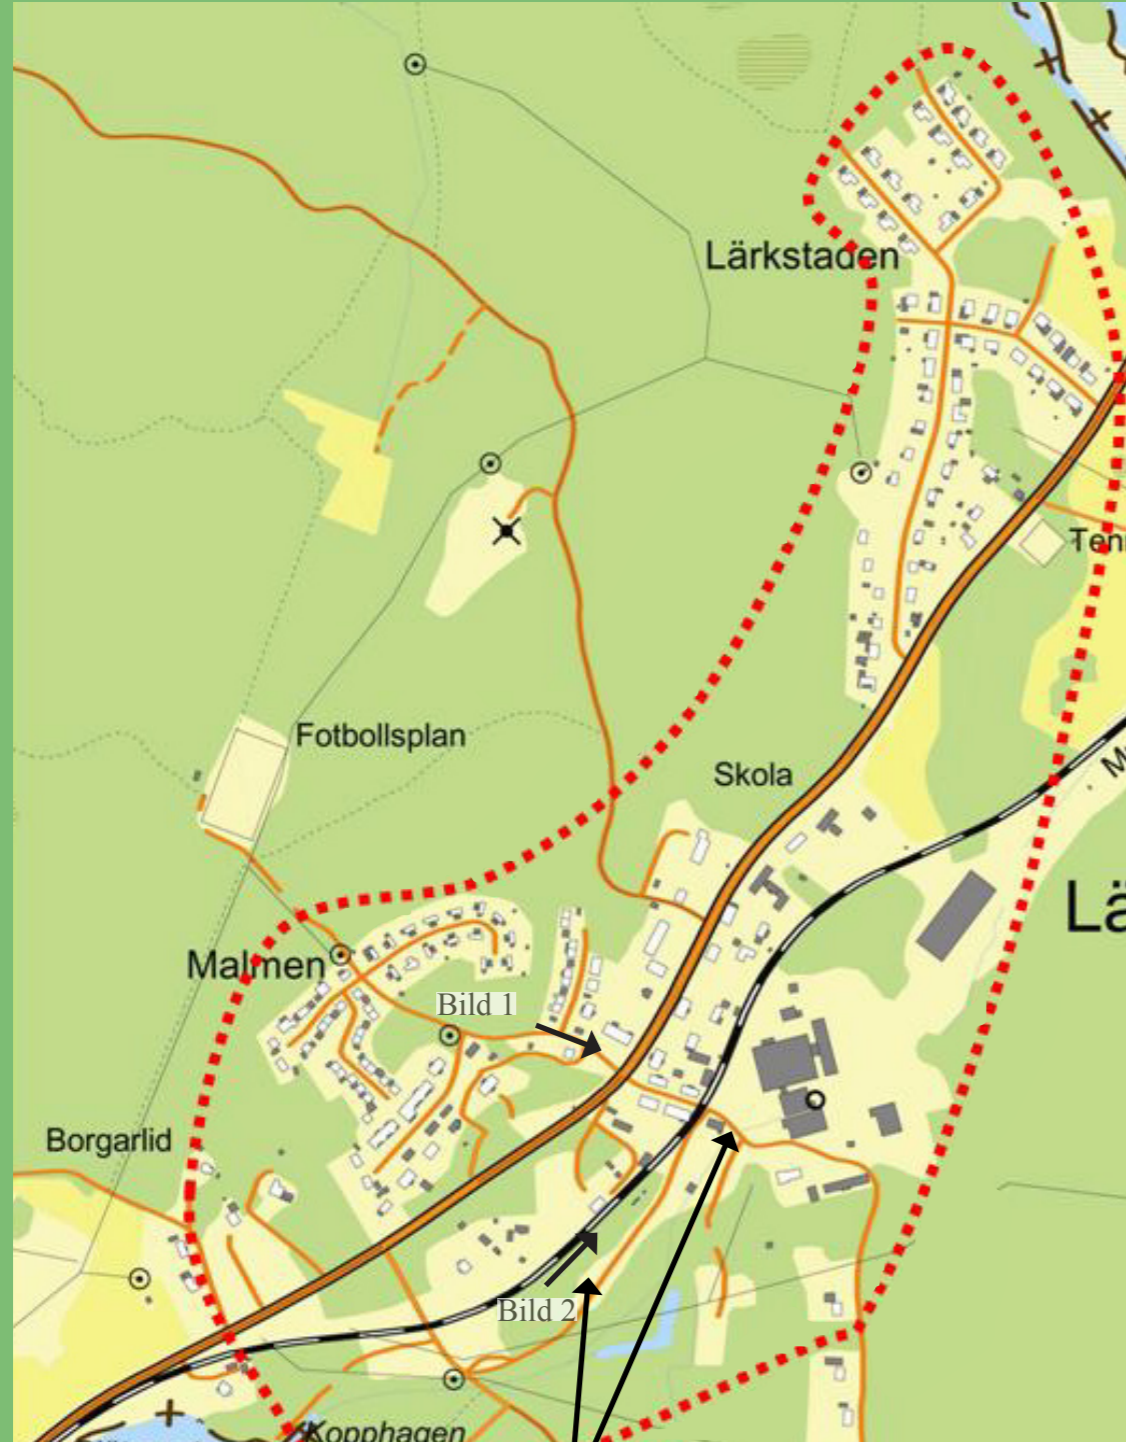 Lärkstaden
Fotbollsplan
Skola
Malmen
Bild 1
Borgarlid
Bild 2
Kopphagen